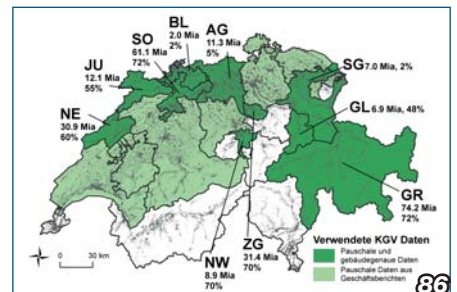 BL
2.0 Mia
2%
AG
11.3 Mia
5%
SO
61.1 Mia
72%
JU
12.1 Mia
55%
NE
30.9 Mia
60%
SG 7.0 Mia, 2%
GL 6.9 Mia, 48%
GR
74.2 Mia
72%
ZG
31.4 Mia
70%
NW
8.9 Mia
70%
Verwendete KGV Daten
Pauschale und
gebäudegenaue Daten
Pauschale Daten aus
Geschäftsberichten
0 30 km
86